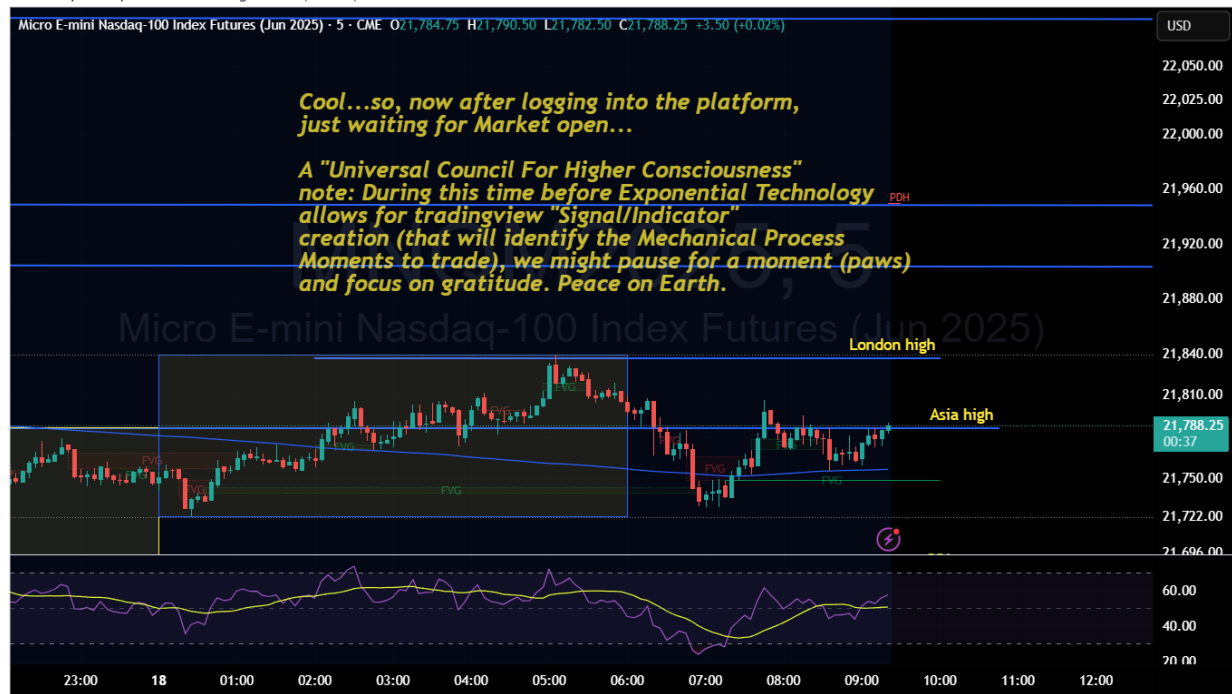 Micro E-mini Nasdaq-100 Index Futures (Jun 2025) · 5 · CME O21,784.75 H21,790.50 L21,782.50 C21,788.25 +3.50 (+0.02%)
USD
22,050.00
Cool...so, now after logging into the platform,
22,025.00
just waiting for Market open...
22,000.00
A "Universal Council For Higher Consciousness"
note: During this time before Exponential Technology
21,960.00
PDH
allows for tradingview "Signal/Indicator"
creation (that will identify the Mechanical Process
21,920.00
Moments to trade), we might pause for a moment (paws)
and focus on gratitude. Peace on Earth.
21,880.00
MNQM2025, 5
Micro E-mini Nasdaq-100 Index Futures (Jun 2025)
London high
21,840.00
FVG
21,810.00
FVG
Asia high
21,788.25
00:37
FVG
FVG
FVG
FVG
21,750.00
FVG
FVG
FVG
21,722.00
21,696.00
60.00
40.00
20.00
23:00 18 01:00 02:00 03:00 04:00 05:00 06:00 07:00 08:00 09:00 10:00 11:00 12:00